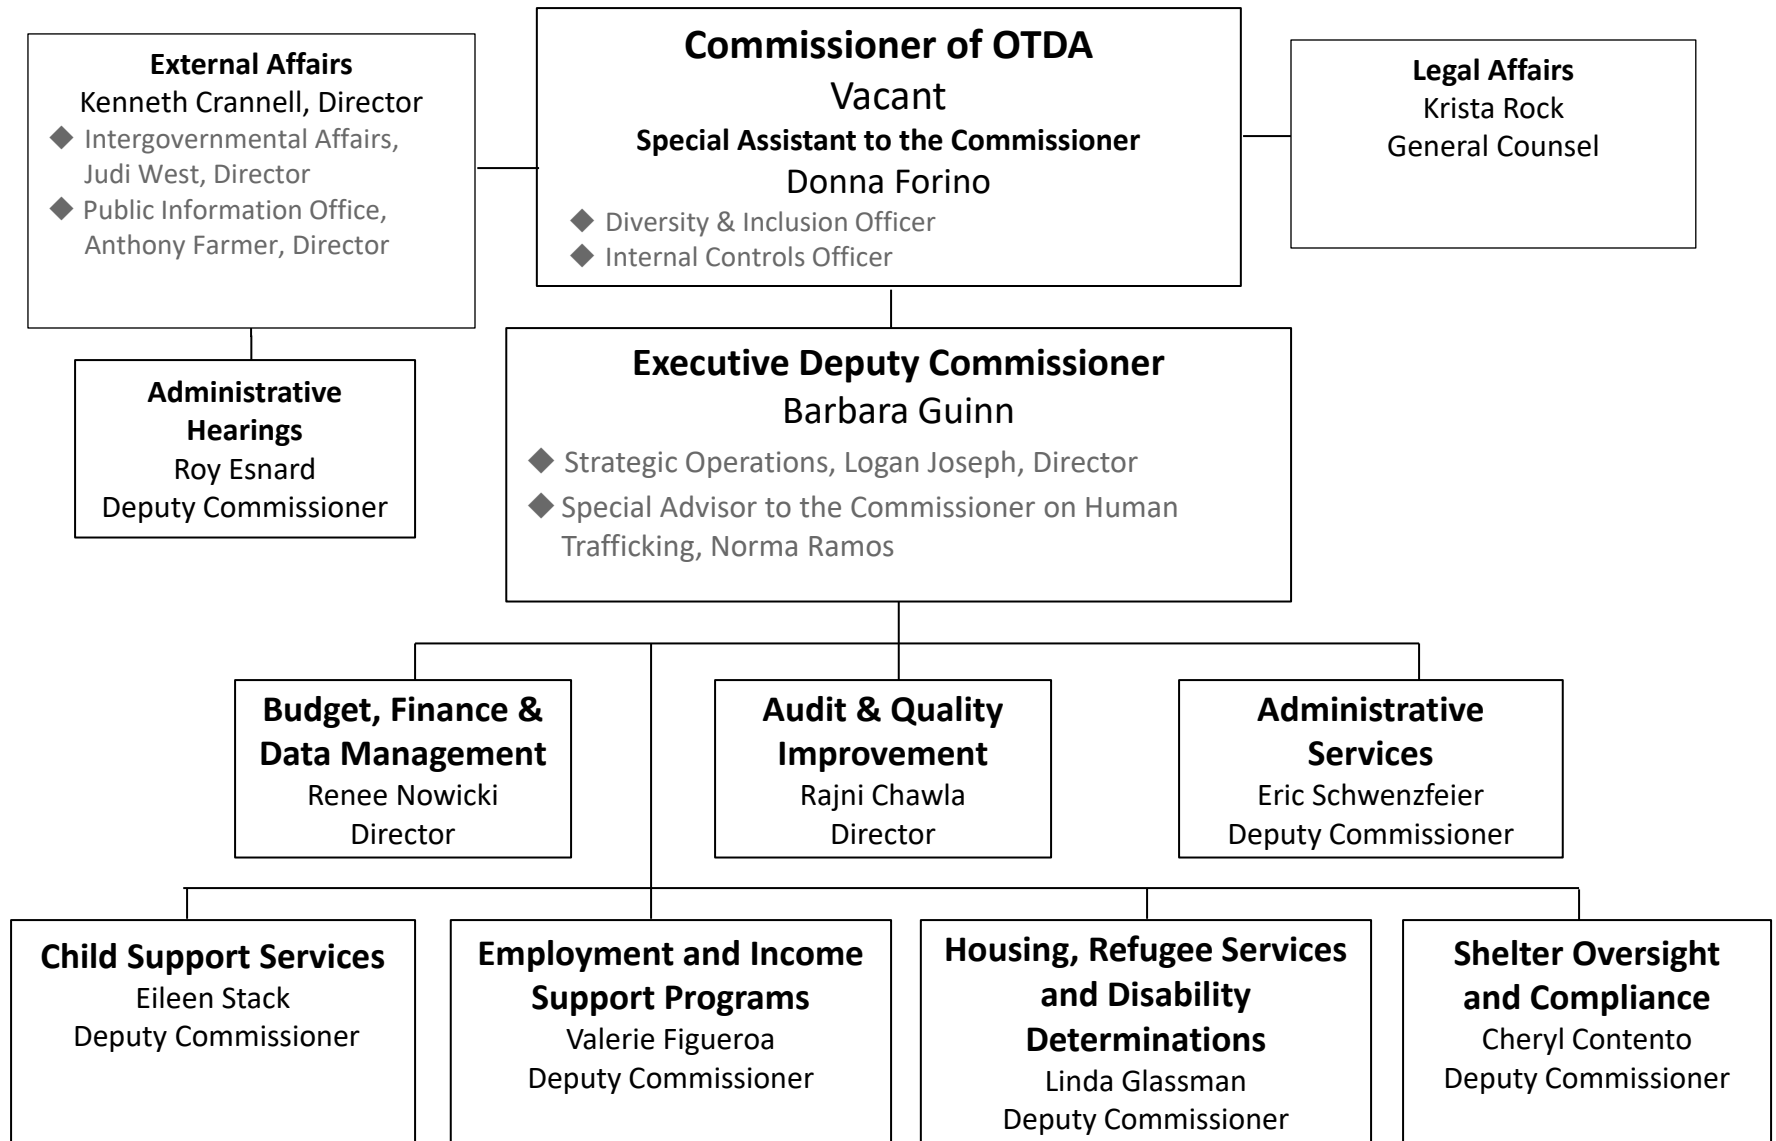 External Affairs
Kenneth Crannell, Director
◆ Intergovernmental Affairs,
Judi West, Director
◆ Public Information Office,
Anthony Farmer, Director
Commissioner of OTDA
Vacant
Special Assistant to the Commissioner
Donna Forino
◆ Diversity & Inclusion Officer
◆ Internal Controls Officer
Legal Affairs
Krista Rock
General Counsel
Administrative
Hearings
Roy Esnard
Deputy Commissioner
Executive Deputy Commissioner
Barbara Guinn
◆ Strategic Operations, Logan Joseph, Director
◆ Special Advisor to the Commissioner on Human
Trafficking, Norma Ramos
Budget, Finance &
Data Management
Renee Nowicki
Director
Audit & Quality
Improvement
Rajni Chawla
Director
Administrative
Services
Eric Schwenzfeier
Deputy Commissioner
Child Support Services
Eileen Stack
Deputy Commissioner
Employment and Income
Support Programs
Valerie Figueroa
Deputy Commissioner
Housing, Refugee Services
and Disability
Determinations
Linda Glassman
Deputy Commissioner
Shelter Oversight
and Compliance
Cheryl Contento
Deputy Commissioner